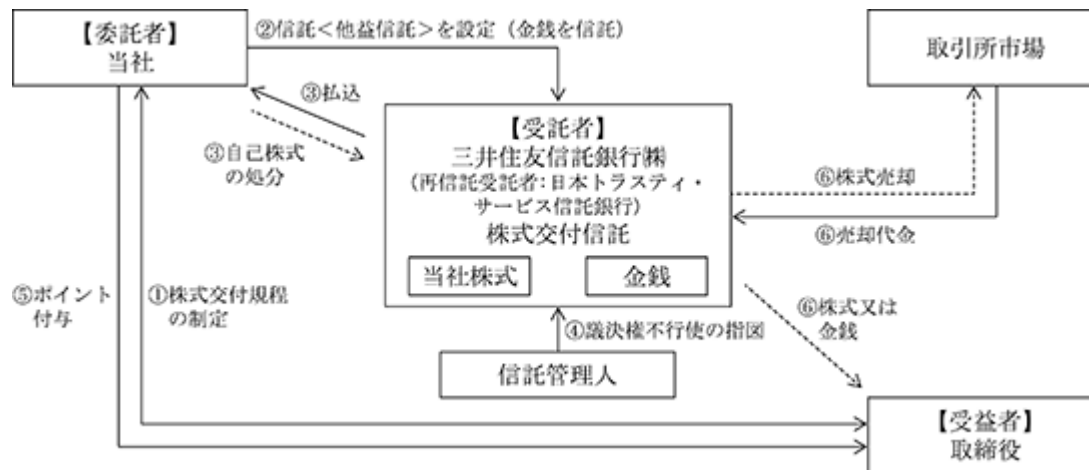 【委託者】
当社
②信託<他益信託>を設定（金銭を信託）
取引所市場
③払込
③自己株式
の処分
【受託者】
三井住友信託銀行㈱
(再信託受託者：日本トラスティ・
サービス信託銀行)
株式交付信託
当社株式
金銭
⑥株式売却
⑥売却代金
⑤ポイント
付与
①株式交付規程
の制定
④議決権不行使の指図
信託管理人
⑥株式又は
金銭
【受益者】
取締役